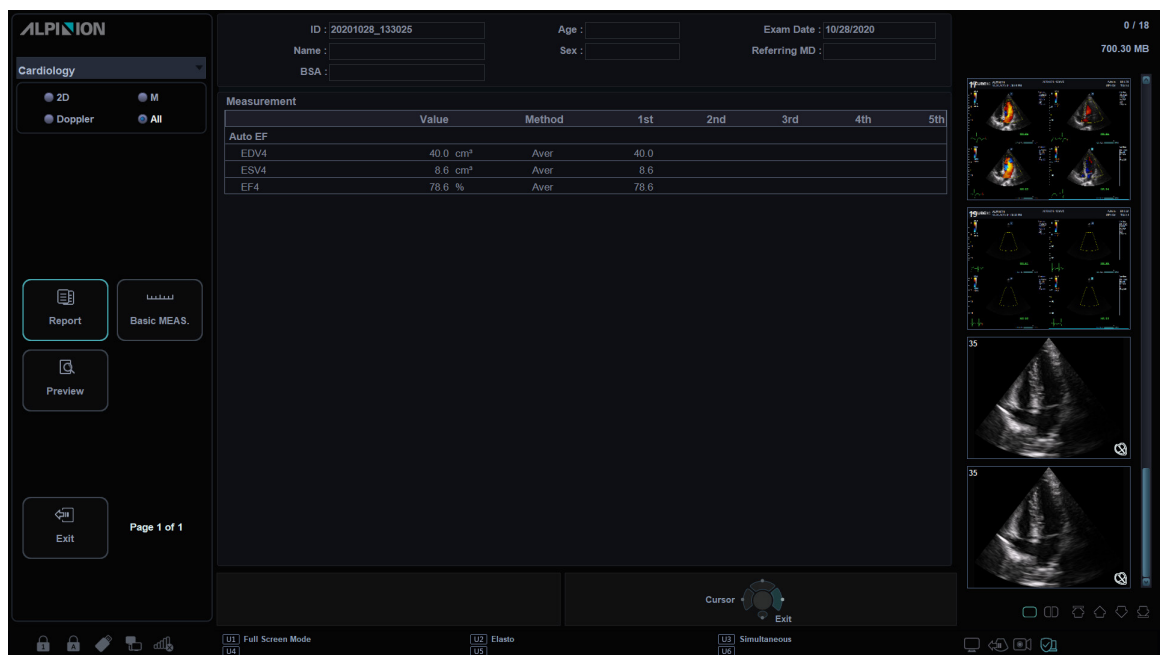 ALPINION
ID : 20201028_133025
Age :
Exam Date : 10/28/2020
0 / 18
Name :
Sex :
Referring MD :
700.30 MB
BSA :
Cardiology
2D
M
Doppler
All
Measurement
Value Method 1st 2nd 3rd 4th 5th
Auto EF
EDV4 40.0 cm³ Aver 40.0
ESV4 8.6 cm³ Aver 8.6
EF4 78.6 % Aver 78.6
17
19
35
35
Report
Basic MEAS.
Preview
Exit
Page 1 of 1
Cursor
Exit
U1 Full Screen Mode
U2 Elasto
U3 Simultaneous
U4
U5
U6